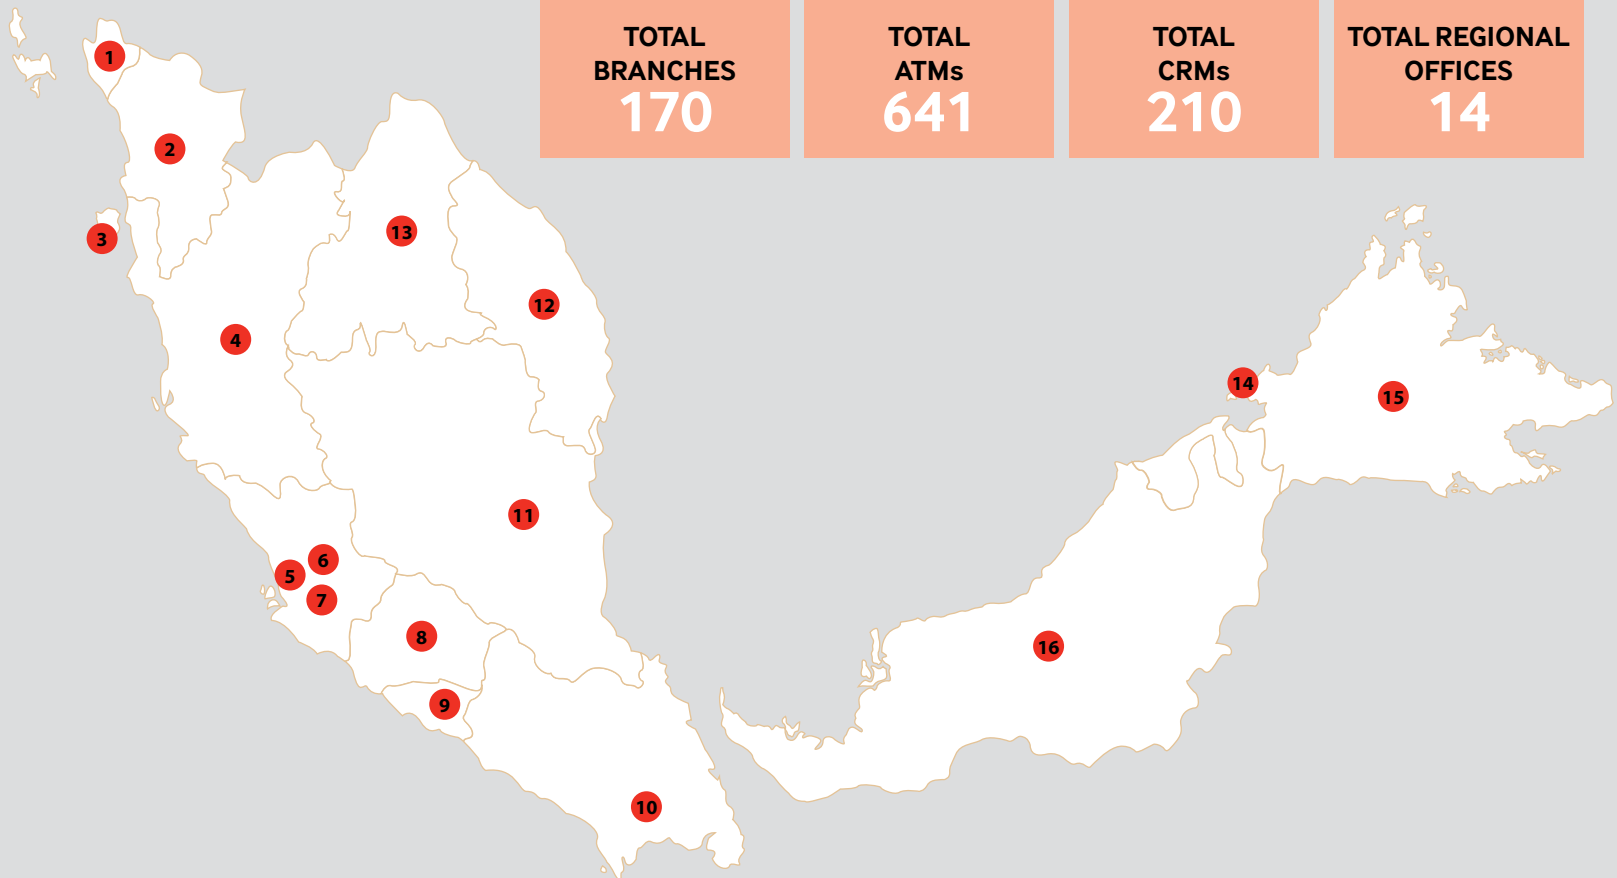 TOTAL
BRANCHES
170
TOTAL
ATMs
641
TOTAL
CRMs
210
TOTAL REGIONAL
OFFICES
14
1
2
3
4
5
6
7
8
9
10
11
12
13
14
15
16